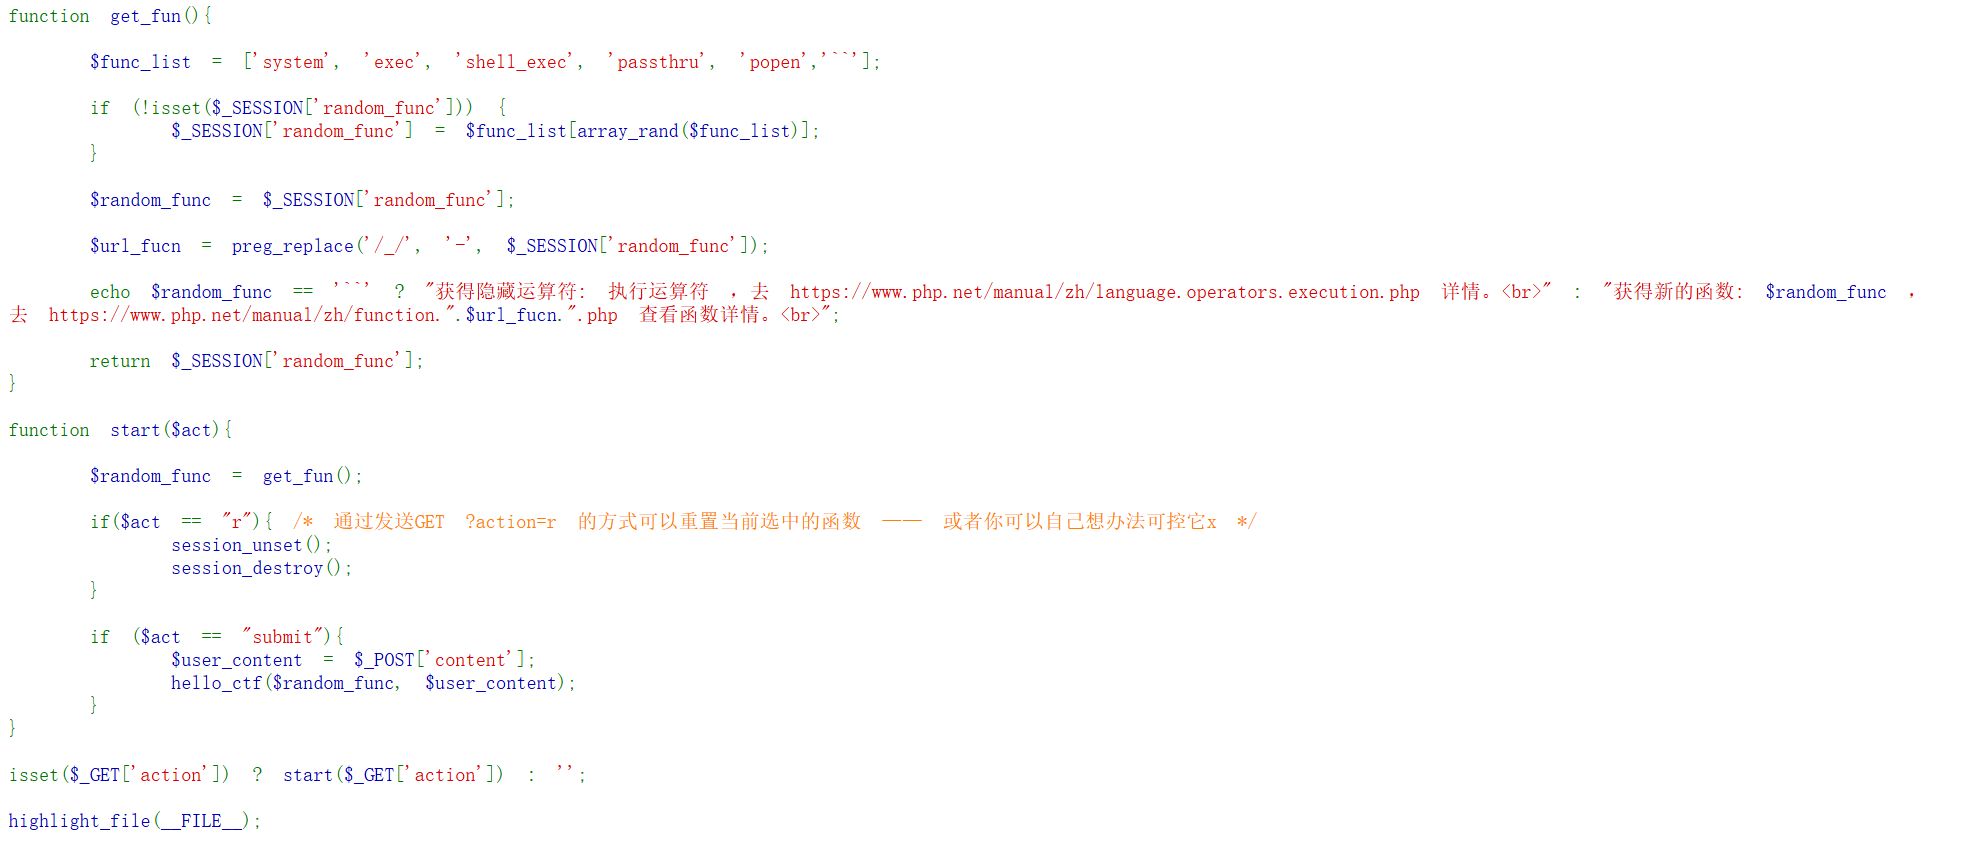 function get_fun(){
$func_list = ['system', 'exec', 'shell_exec', 'passthru', 'popen','``'];
if (!isset($_SESSION['random_func'])) {
$_SESSION['random_func'] = $func_list[array_rand($func_list)];
}
$random_func = $_SESSION['random_func'];
$url_fucn = preg_replace('/_/', '-', $_SESSION['random_func']);
echo $random_func == '``' ? "获得隐藏运算符: 执行运算符 ，去 https://www.php.net/manual/zh/language.operators.execution.php 详情。<br>" : "获得新的函数: $random_func ，
去 https://www.php.net/manual/zh/function.".$url_fucn.".php 查看函数详情。<br>";
return $_SESSION['random_func'];
}
function start($act){
$random_func = get_fun();
if($act == "r"){ /* 通过发送GET ?action=r 的方式可以重置当前选中的函数 —— 或者你可以自己想办法可控它x */
session_unset();
session_destroy();
}
if ($act == "submit"){
$user_content = $_POST['content'];
hello_ctf($random_func, $user_content);
}
}
isset($_GET['action']) ? start($_GET['action']) : '';
highlight_file(__FILE__);